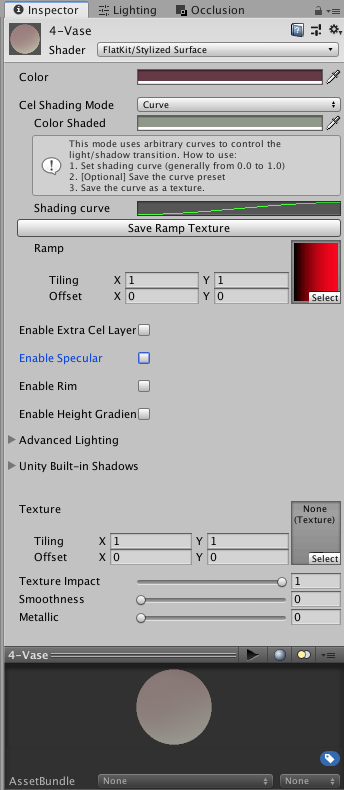 Inspector Lighting Occlusion
4-Vase
Shader FlatKit/Stylized Surface
Color
Cel Shading Mode Curve
Color Shaded
This mode uses arbitrary curves to control the
light/shadow transition. How to use:
1. Set shading curve (generally from 0.0 to 1.0)
2. [Optional] Save the curve preset
3. Save the curve as a texture.
Shading curve
Save Ramp Texture
Ramp
Tiling X 1 Y 1
Offset X 0 Y 0
Select
Enable Extra Cel Layer
Enable Specular
Enable Rim
Enable Height Gradien
Advanced Lighting
Unity Built-in Shadows
Texture
None
(Texture)
Tiling X 1 Y 1
Offset X 0 Y 0
Select
Texture Impact 1
Smoothness 0
Metallic 0
4-Vase
AssetBundle None None